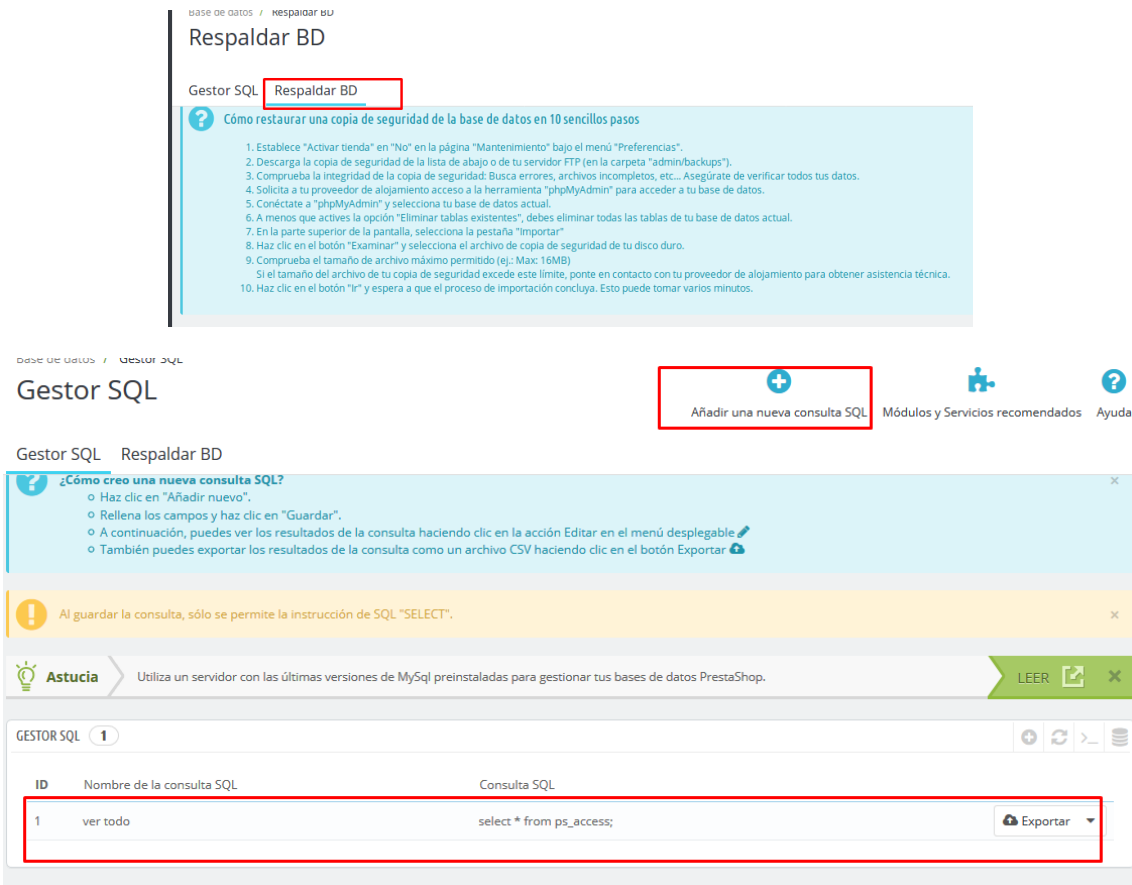 Base de datos / Respaldar BD
Respaldar BD
Gestor SQL Respaldar BD
Cómo restaurar una copia de seguridad de la base de datos en 10 sencillos pasos
1. Establece "Activar tienda" en "No" en la página "Mantenimiento" bajo el menú "Preferencias".
2. Descarga la copia de seguridad de la lista de abajo o de tu servidor FTP (en la carpeta "admin/backups").
3. Comprueba la integridad de la copia de seguridad: Busca errores, archivos incompletos, etc... Asegúrate de verificar todos tus datos.
4. Solicita a tu proveedor de alojamiento acceso a la herramienta "phpMyAdmin" para acceder a tu base de datos.
5. Conéctate a "phpMyAdmin" y selecciona tu base de datos actual.
6. A menos que actives la opción "Eliminar tablas existentes", debes eliminar todas las tablas de tu base de datos actual.
7. En la parte superior de la pantalla, selecciona la pestaña "Importar"
8. Haz clic en el botón "Examinar" y selecciona el archivo de copia de seguridad de tu disco duro.
9. Comprueba el tamaño de archivo máximo permitido (ej.: Max: 16MB)
Si el tamaño del archivo de tu copia de seguridad excede este límite, ponte en contacto con tu proveedor de alojamiento para obtener asistencia técnica.
10. Haz clic en el botón "Ir" y espera a que el proceso de importación concluya. Esto puede tomar varios minutos.
Base de datos / Gestor SQL
Gestor SQL
Añadir una nueva consulta SQL Módulos y Servicios recomendados Ayuda
Gestor SQL Respaldar BD
¿Cómo creo una nueva consulta SQL?
Haz clic en "Añadir nuevo".
Rellena los campos y haz clic en "Guardar".
A continuación, puedes ver los resultados de la consulta haciendo clic en la acción Editar en el menú desplegable
También puedes exportar los resultados de la consulta como un archivo CSV haciendo clic en el botón Exportar
Al guardar la consulta, sólo se permite la instrucción de SQL "SELECT".
Astucia Utiliza un servidor con las últimas versiones de MySql preinstaladas para gestionar tus bases de datos PrestaShop. LEER
GESTOR SQL 1
ID Nombre de la consulta SQL Consulta SQL
1 ver todo select * from ps_access; Exportar